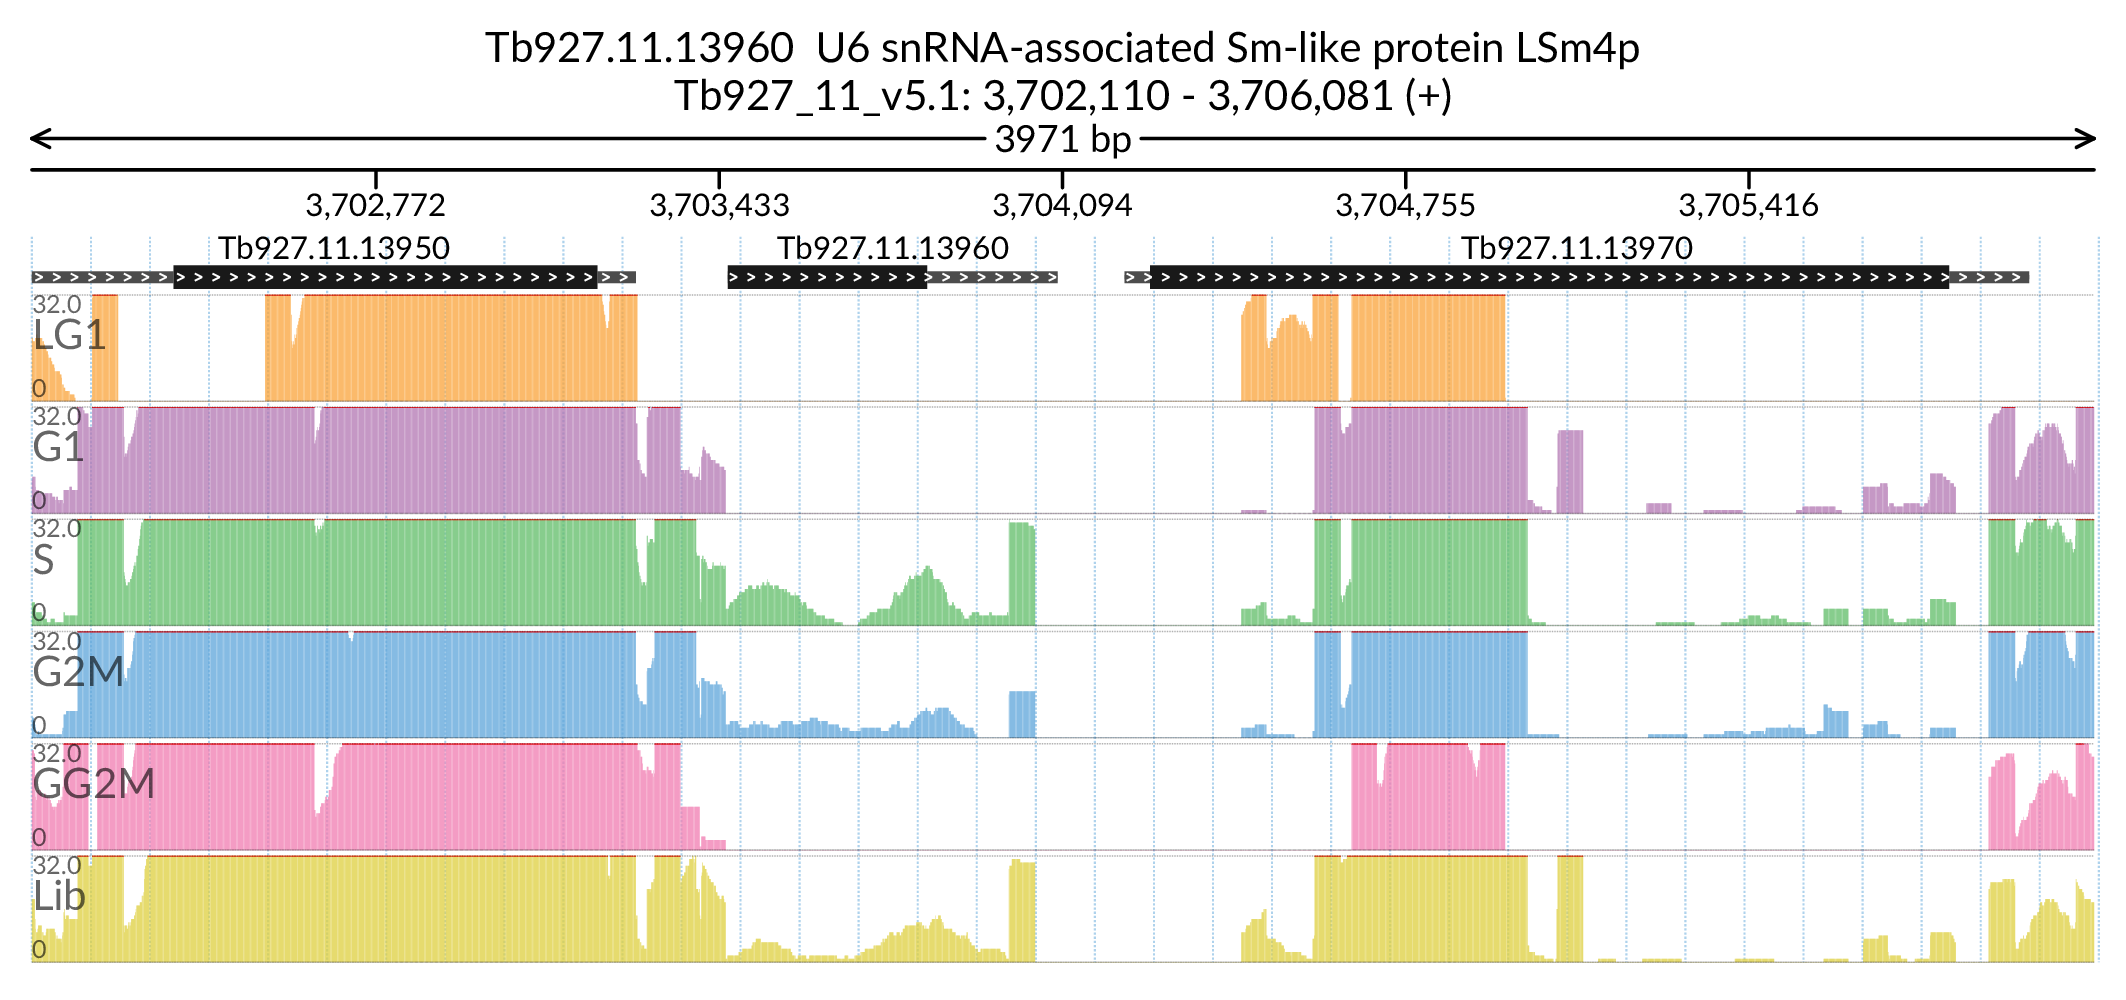 Tb927.11.13960  U6 snRNA-associated Sm-like protein LSm4p
Tb927_11_v5.1: 3,702,110 - 3,706,081 (+)
3971 bp
3,702,772 3,703,433 3,704,094 3,704,755 3,705,416
Tb927.11.13950 Tb927.11.13960 Tb927.11.13970
32.0
LG1
0
32.0
G1
0
32.0
S
0
32.0
G2M
0
32.0
GG2M
0
32.0
Lib
0